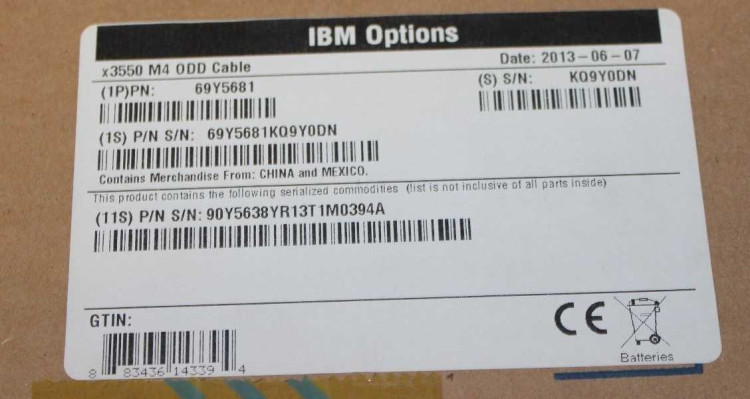 IBM Options
x3550 M4 ODD Cable Date: 2013-06-07
(1P)PN: 69Y5681 (S) S/N: KQ9Y0DN
(1S) P/N S/N: 69Y5681KQ9Y0DN
Contains Merchandise From: CHINA and MEXICO.
This product contains the following serialized commodities (list is not inclusive of all parts inside)
(11S) P/N S/N: 90Y5638YR13T1M0394A
GTIN:
CE
8 83436 14339 4
Batteries